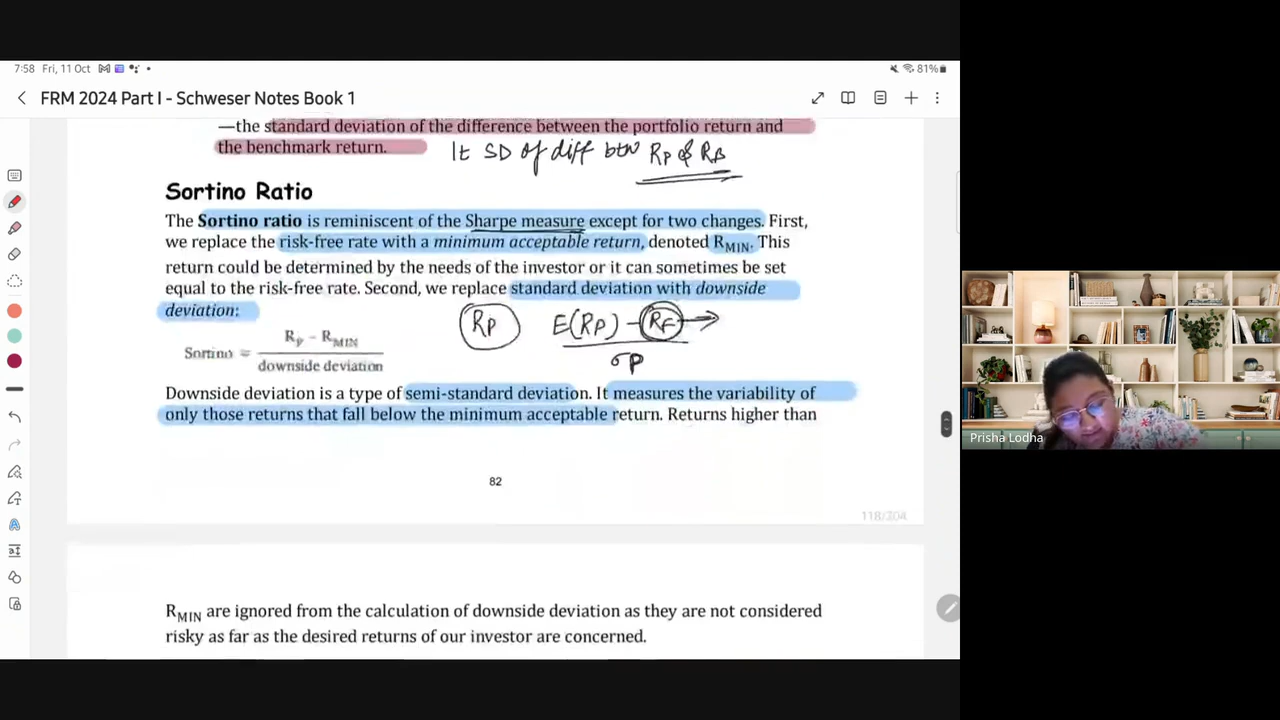 7:58 Fri, 11 Oct
81%
FRM 2024 Part I - Schweser Notes Book 1
—the standard deviation of the difference between the portfolio return and
the benchmark return.
It SD of diff btw RP & RB
Sortino Ratio
The Sortino ratio is reminiscent of the Sharpe measure except for two changes. First,
we replace the risk-free rate with a minimum acceptable return, denoted RMIN. This
return could be determined by the needs of the investor or it can sometimes be set
equal to the risk-free rate. Second, we replace standard deviation with downside
deviation:
RP E(RP) - RF
σP
Rp − RMIN
Sortino =
downside deviation
Downside deviation is a type of semi-standard deviation. It measures the variability of
only those returns that fall below the minimum acceptable return. Returns higher than
Prisha Lodha
82
118/204
RMIN are ignored from the calculation of downside deviation as they are not considered
risky as far as the desired returns of our investor are concerned.